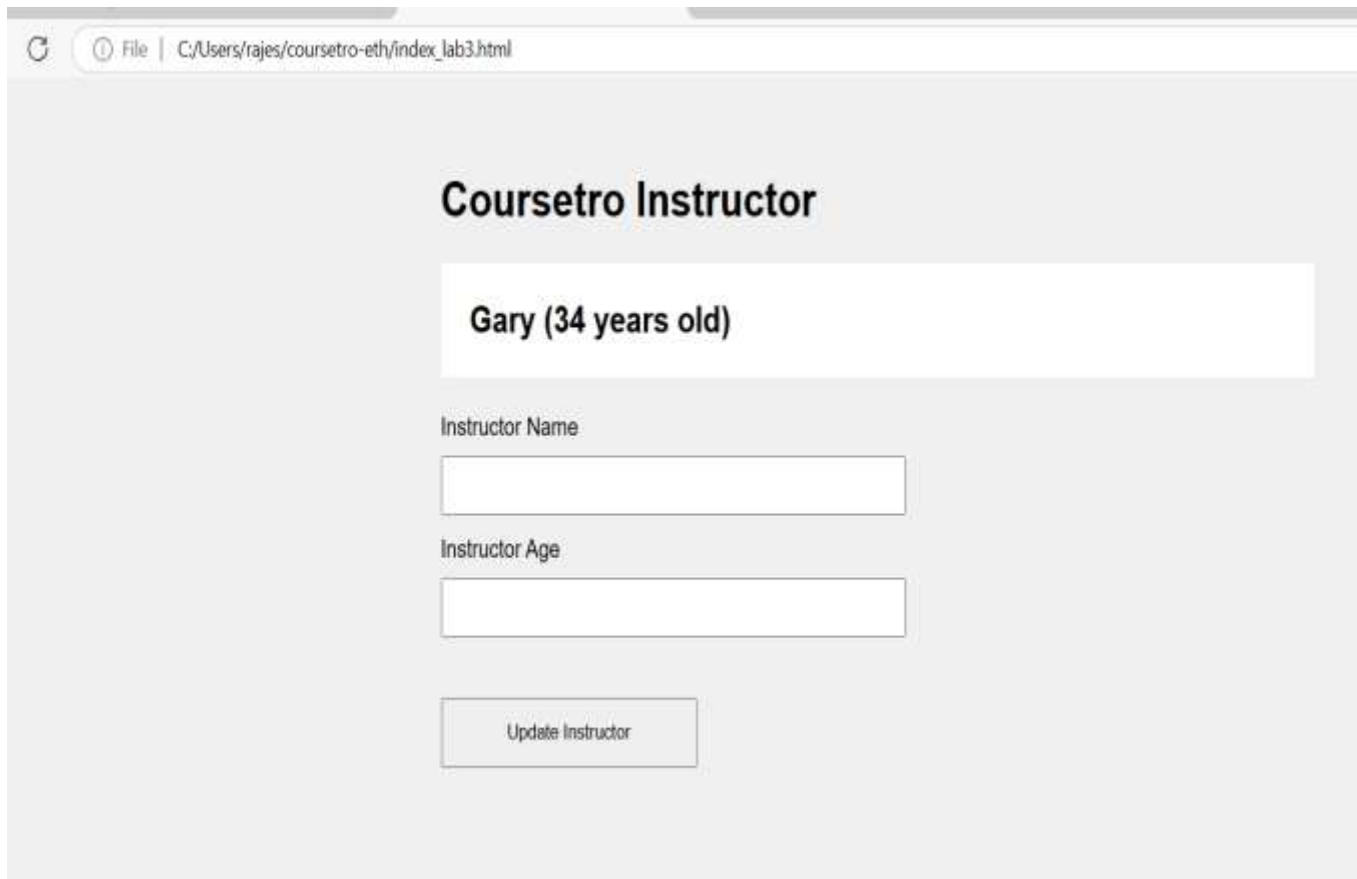 File | C:/Users/rajes/coursetro-eth/index_lab3.html
Coursetro Instructor
Gary (34 years old)
Instructor Name
Instructor Age
Update Instructor